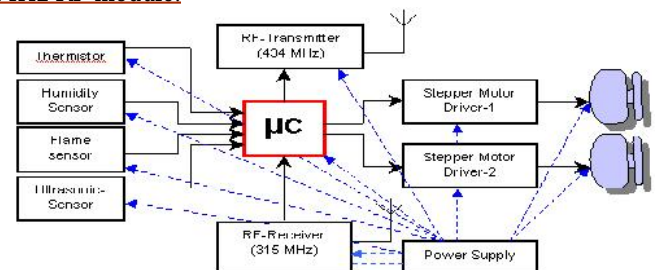 RF-Transmitter
(434 MHz)
Thermistor
Humidity
Sensor
Flame
sensor
Ultrasonic-
Sensor
µC
Stepper Motor
Driver-1
Stepper Motor
Driver-2
RF-Receiver
(315 MHz)
Power Supply